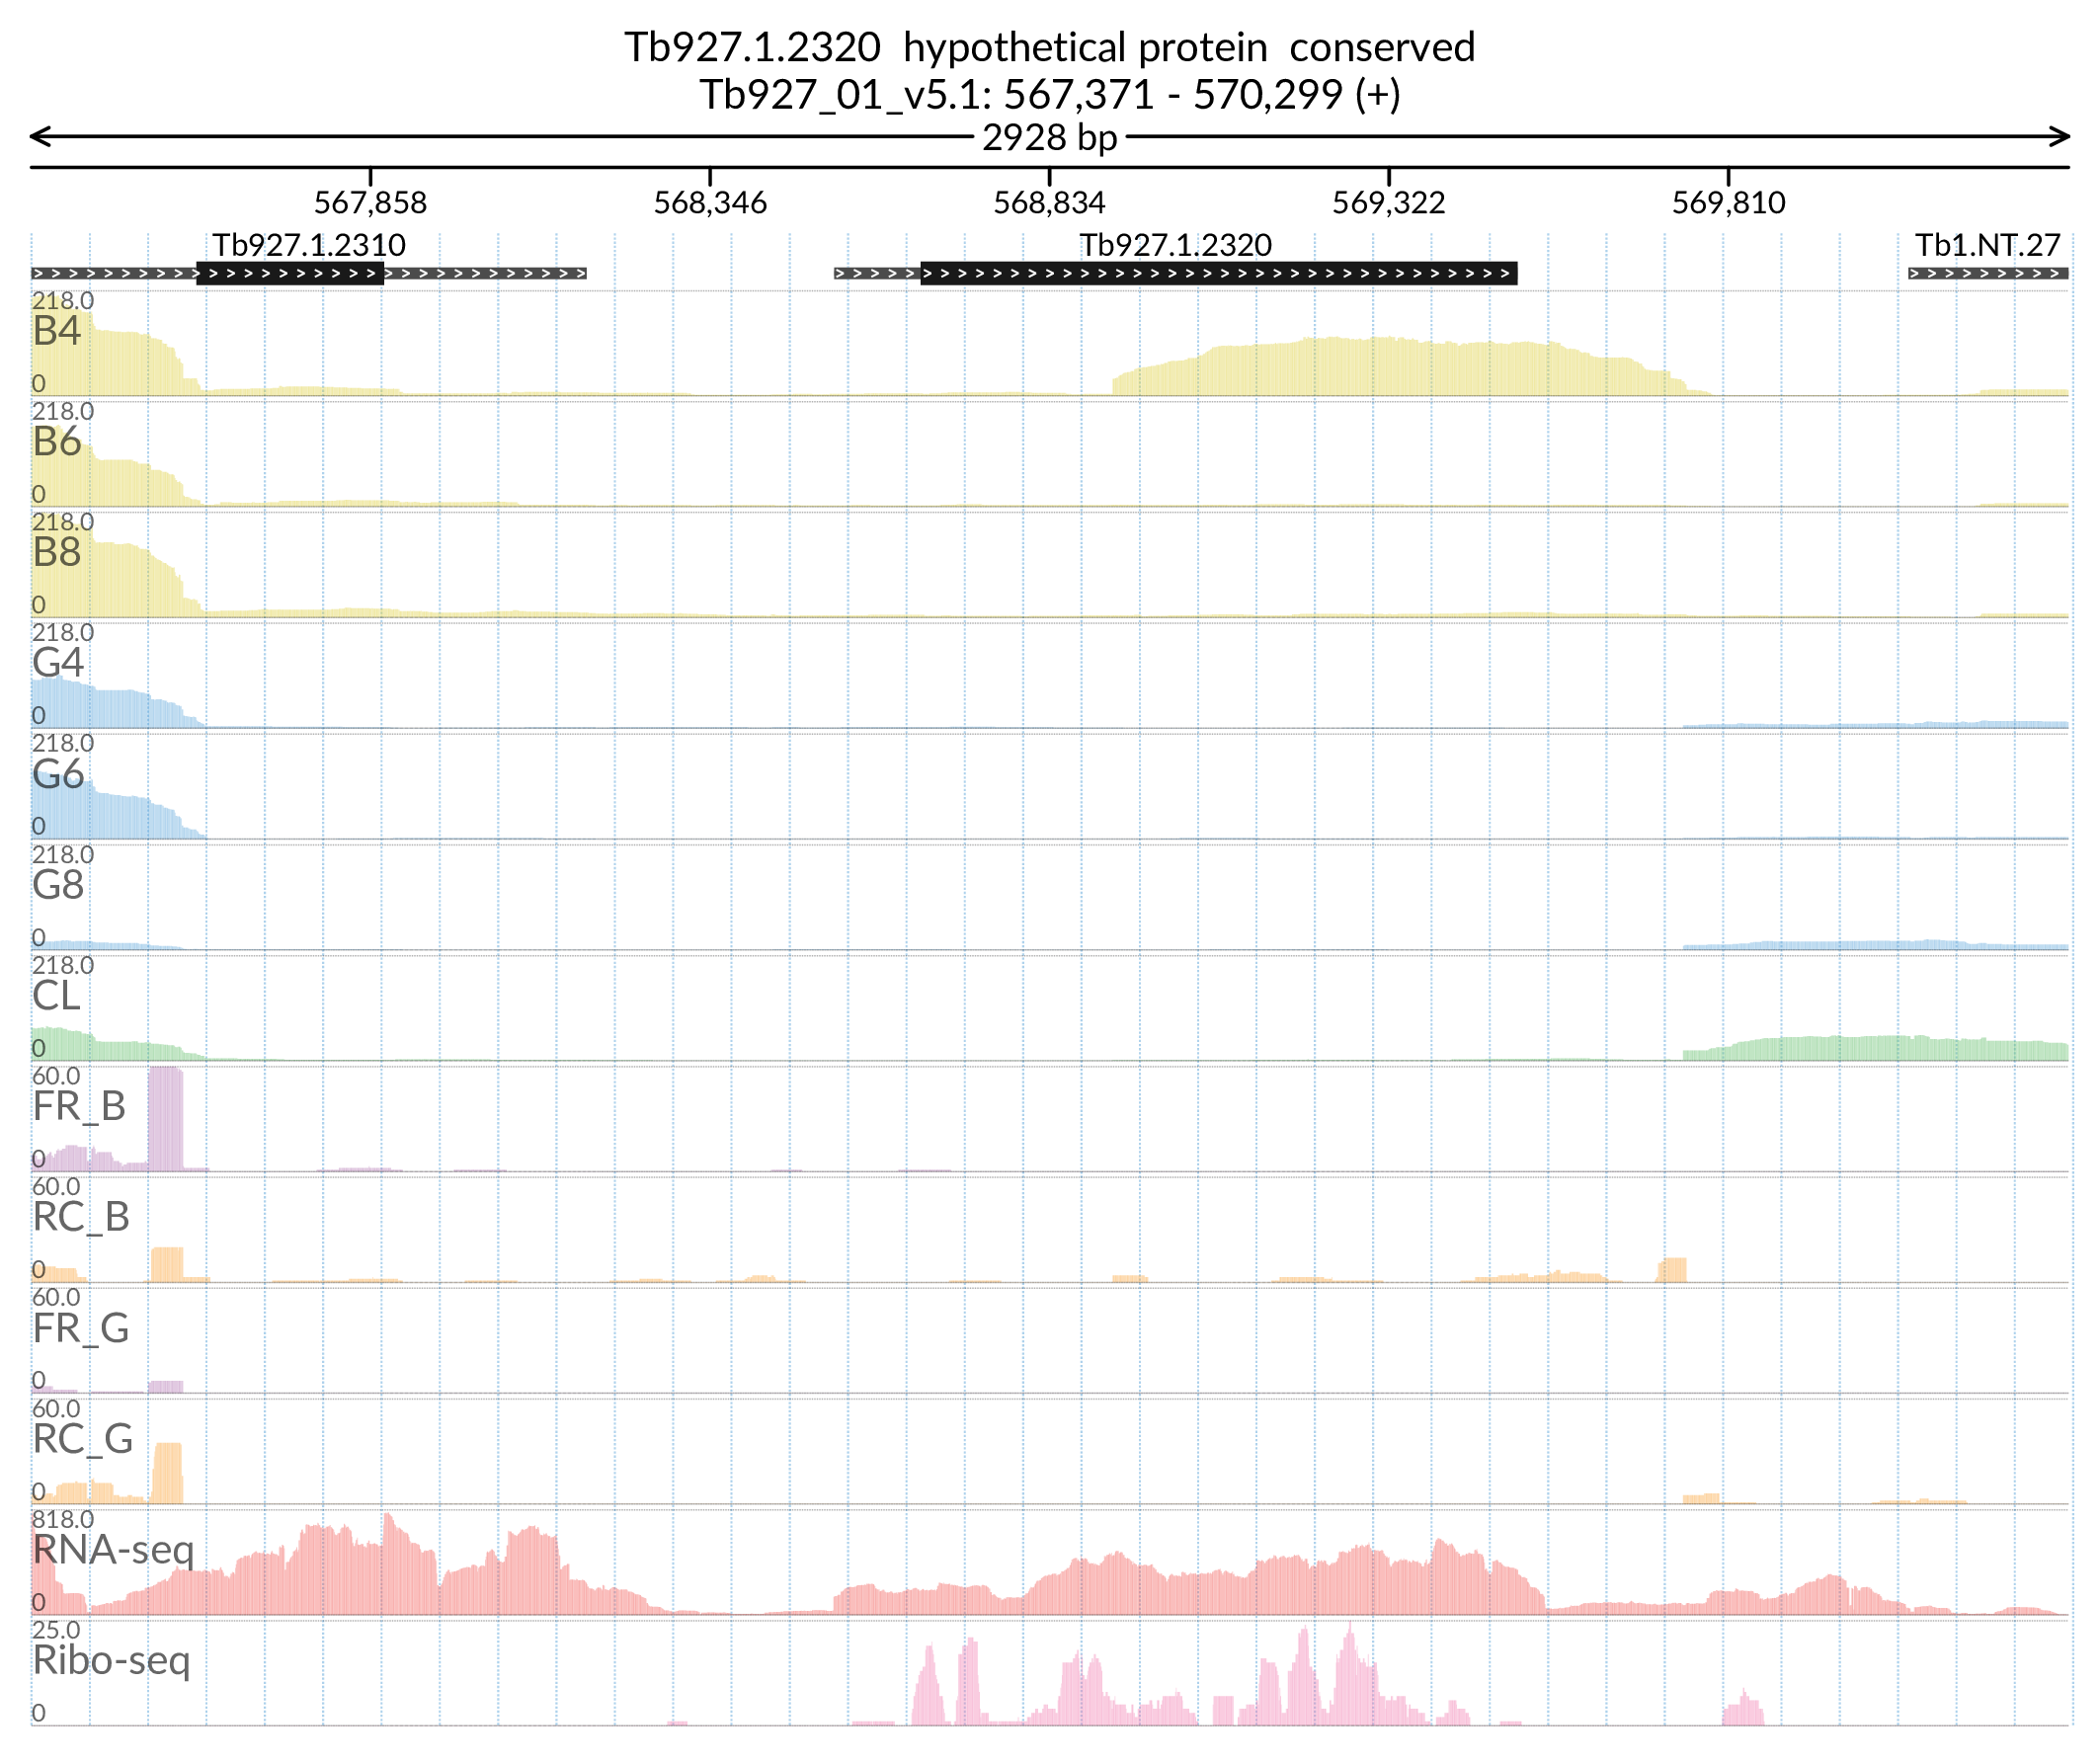 Tb927.1.2320  hypothetical protein  conserved
Tb927_01_v5.1: 567,371 - 570,299 (+)
2928 bp
567,858 568,346 568,834 569,322 569,810
Tb927.1.2310 Tb927.1.2320 Tb1.NT.27
218.0
B4
0
218.0
B6
0
218.0
B8
0
218.0
G4
0
218.0
G6
0
218.0
G8
0
218.0
CL
0
60.0
FR_B
0
60.0
RC_B
0
60.0
FR_G
0
60.0
RC_G
0
818.0
RNA-seq
0
25.0
Ribo-seq
0